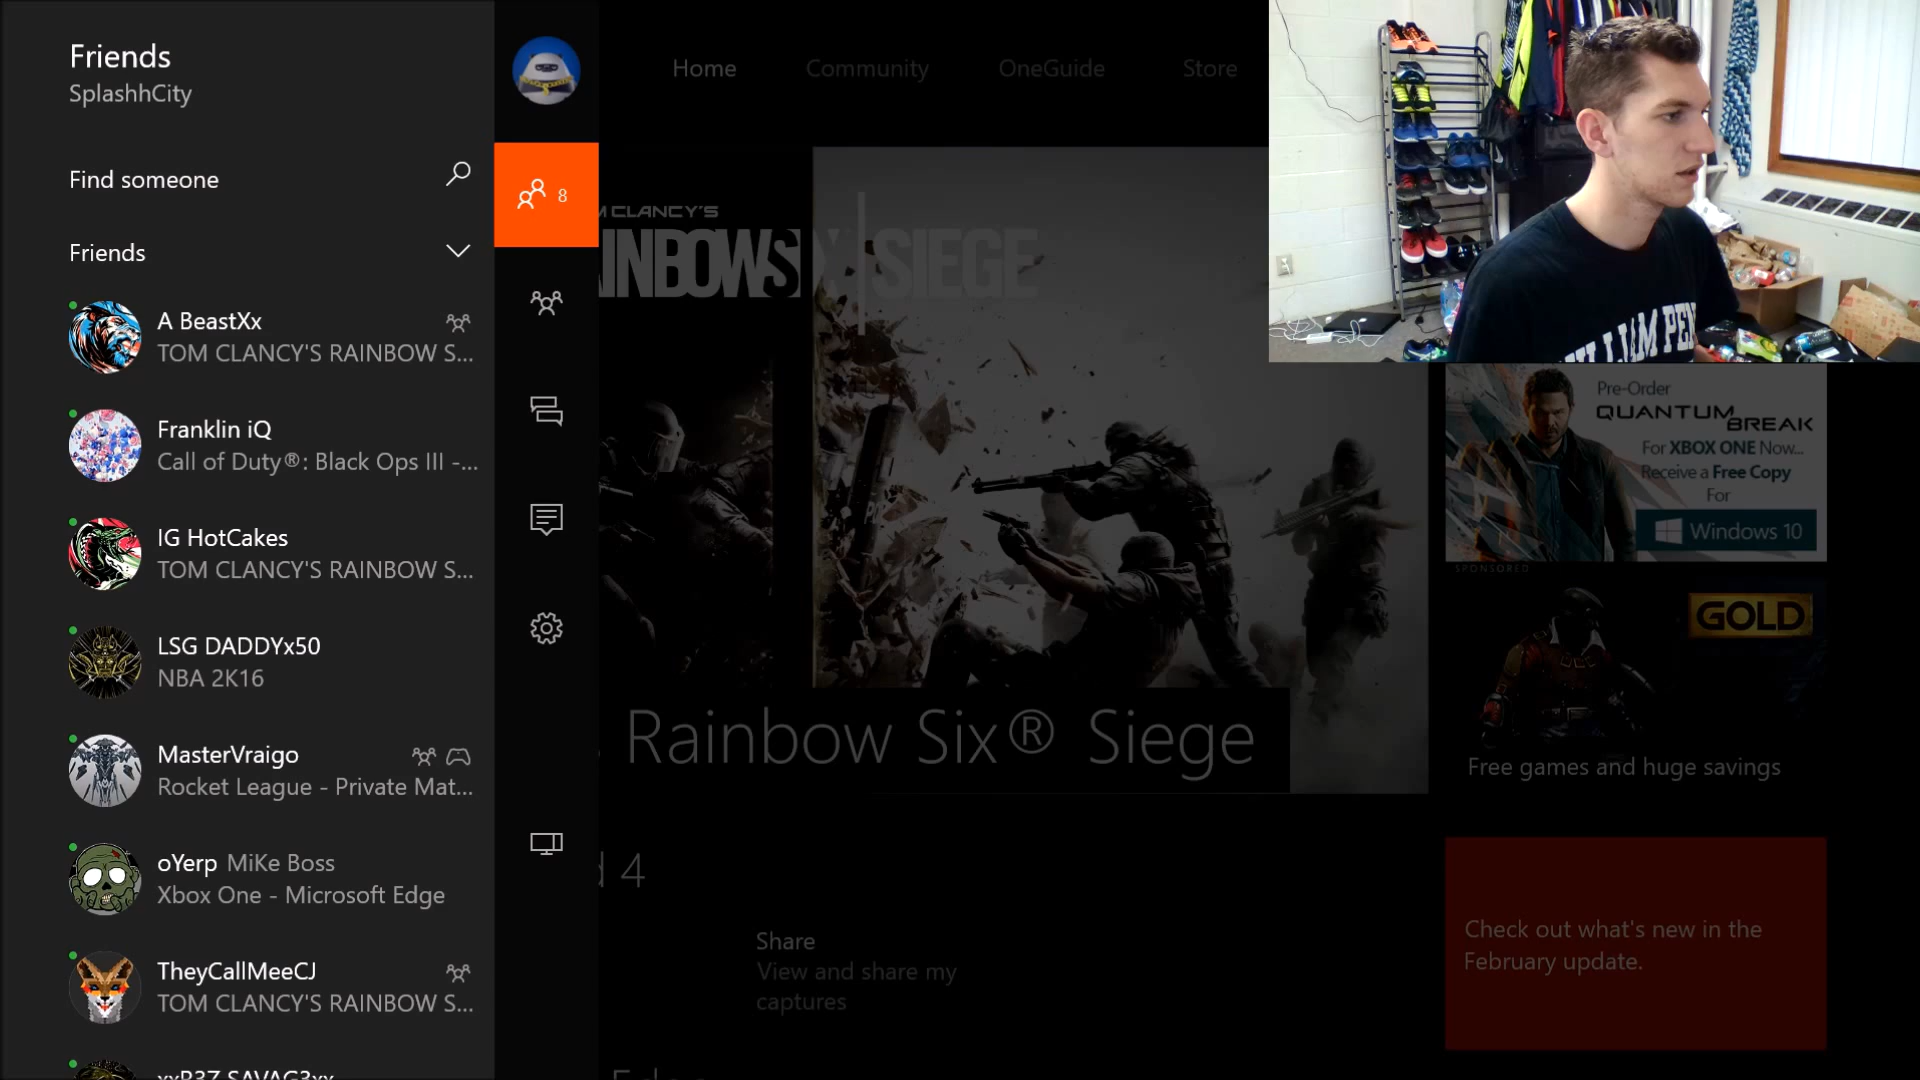 Friends
SplashhCity
Find someone
Friends
A BeastXx
TOM CLANCY'S RAINBOW S...
Franklin iQ
Call of Duty®: Black Ops III -...
IG HotCakes
TOM CLANCY'S RAINBOW S...
LSG DADDYx50
NBA 2K16
MasterVraigo
Rocket League - Private Mat...
oYerp MiKe Boss
Xbox One - Microsoft Edge
TheyCallMeeCJ
TOM CLANCY'S RAINBOW S...
8
Home
Community
OneGuide
Store
M CLANCY'S
SIEGE
Rainbow Six® Siege
4
Share
View and share my
captures
Pre-Order
QUANTUM
BREAK
For XBOX ONE Now...
Receive a Free Copy
For
Windows 10
SPONSORED
GOLD
Free games and huge savings
Check out what's new in the
February update.